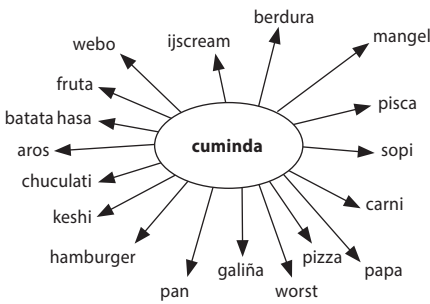 berdura
ijscream
mangel
webo
fruta
pisca
batata hasa
aros
cuminda
sopi
chuculati
keshi
carni
hamburger
galiña
pizza
papa
pan
worst